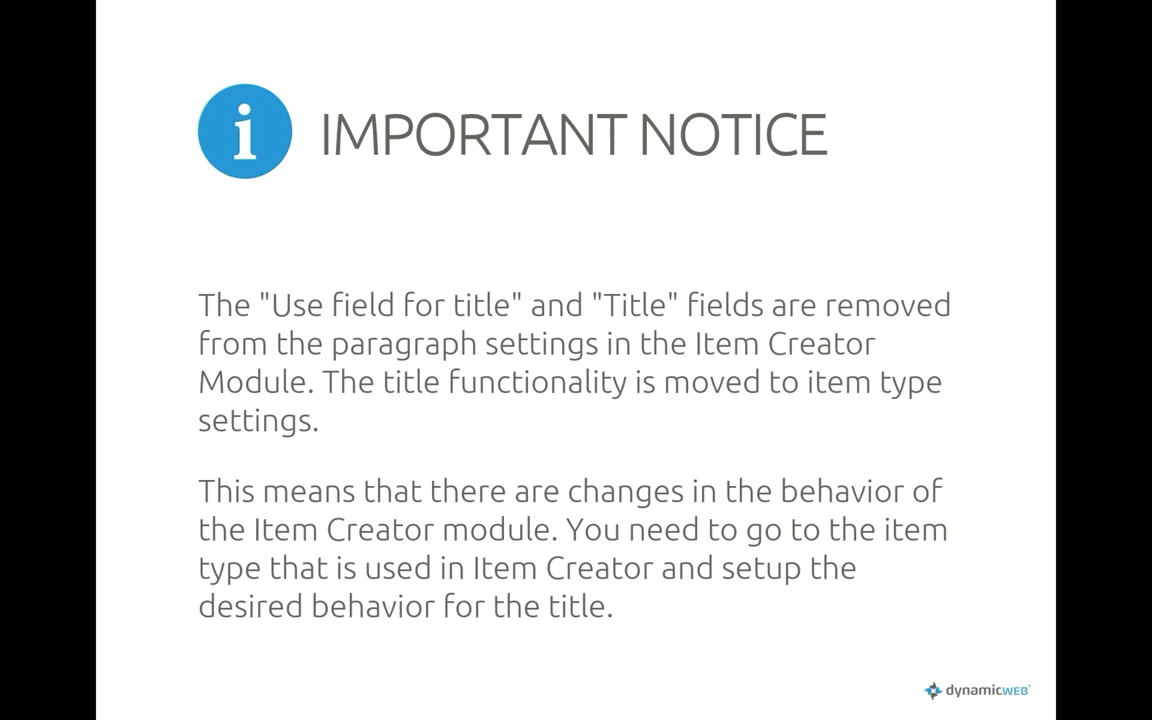 i
IMPORTANT NOTICE
The "Use field for title" and "Title" fields are removed
from the paragraph settings in the Item Creator
Module. The title functionality is moved to item type
settings.
This means that there are changes in the behavior of
the Item Creator module. You need to go to the item
type that is used in Item Creator and setup the
desired behavior for the title.
dynamicWEB